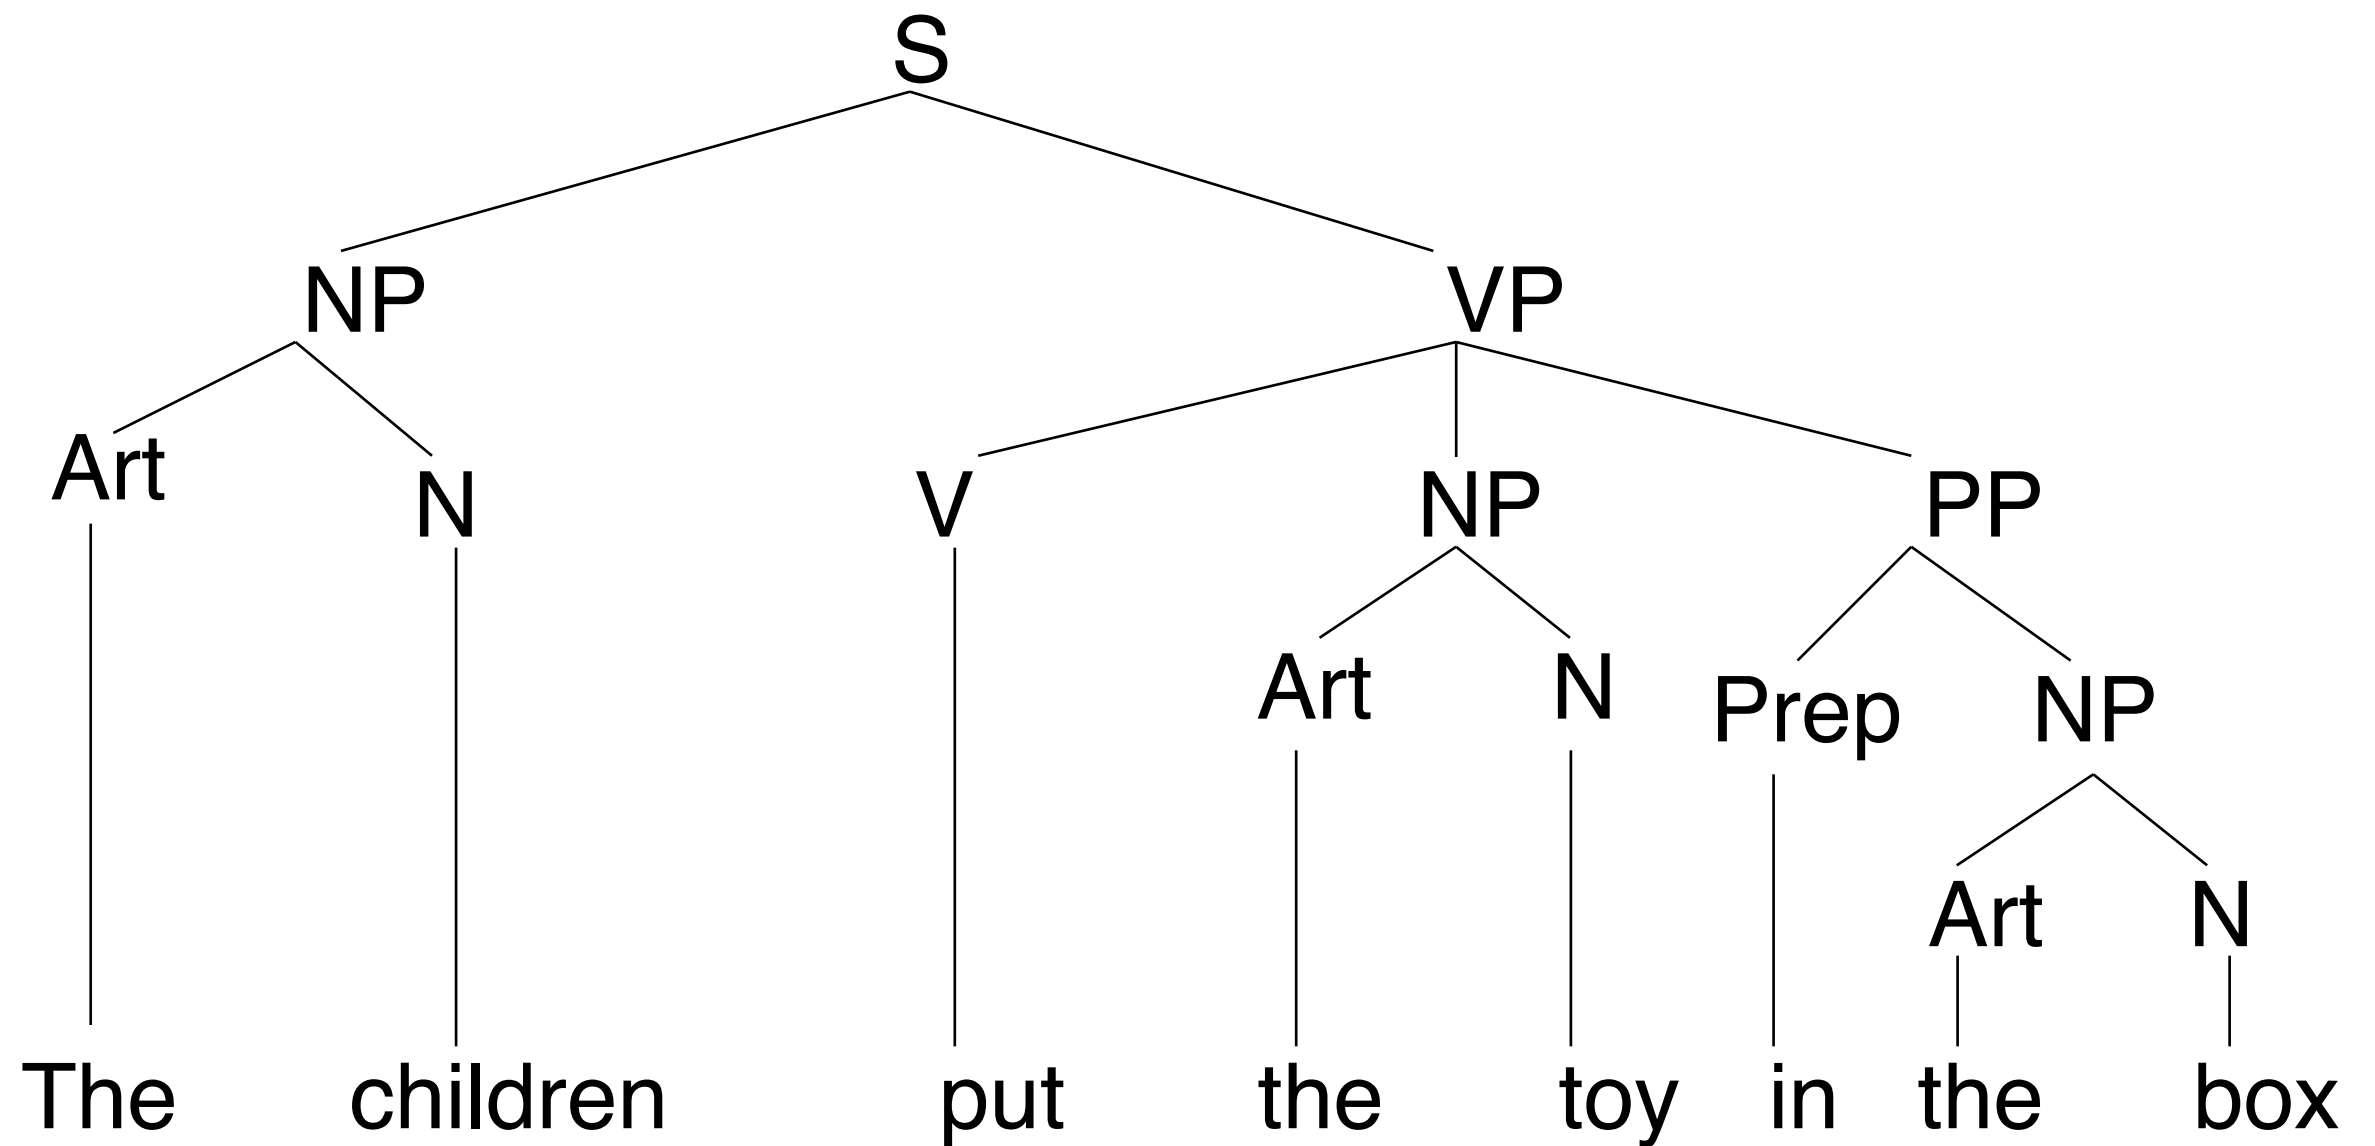 S
NP VP
Art N V NP PP
Art N Prep NP
Art N
The children put the toy in the box